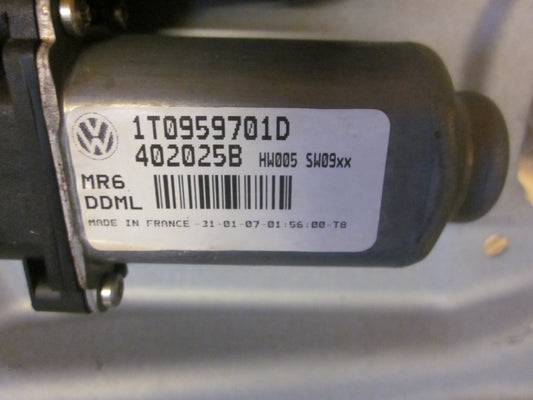 1T0959701D
402025B HW005 SW09xx
MR6
DDML
MADE IN FRANCE -31-01-07-01:56:00-T8